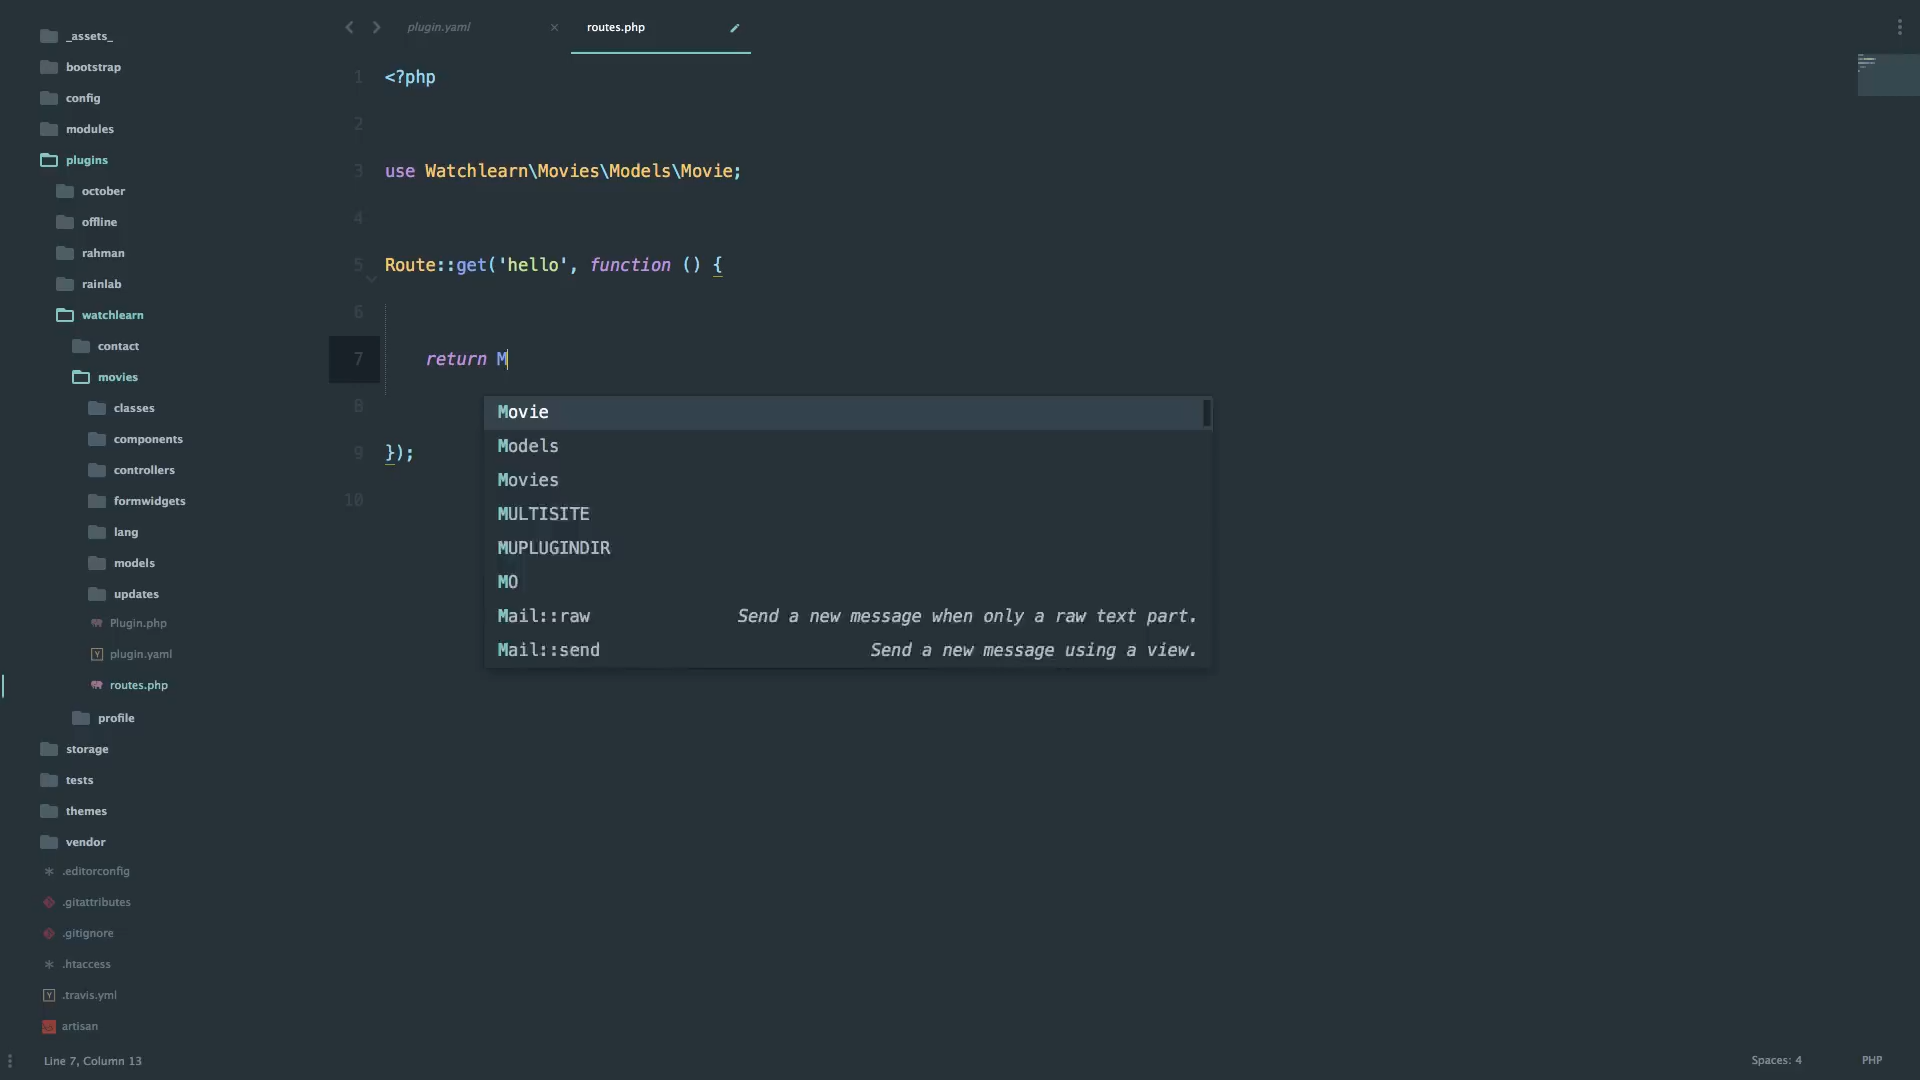 _assets_
bootstrap
config
modules
plugins
october
offline
rahman
rainlab
watchlearn
contact
movies
classes
components
controllers
formwidgets
lang
models
updates
Plugin.php
plugin.yaml
routes.php
profile
storage
tests
themes
vendor
.editorconfig
.gitattributes
.gitignore
.htaccess
.travis.yml
artisan
plugin.yaml
routes.php
1 <?php
2
3 use Watchlearn\Movies\Models\Movie;
4
5 Route::get('hello', function () {
6
7 return M
8
9 });
10
Movie
Models
Movies
MULTISITE
MUPLUGINDIR
MO
Mail::raw Send a new message when only a raw text part.
Mail::send Send a new message using a view.
Line 7, Column 13
Spaces: 4
PHP